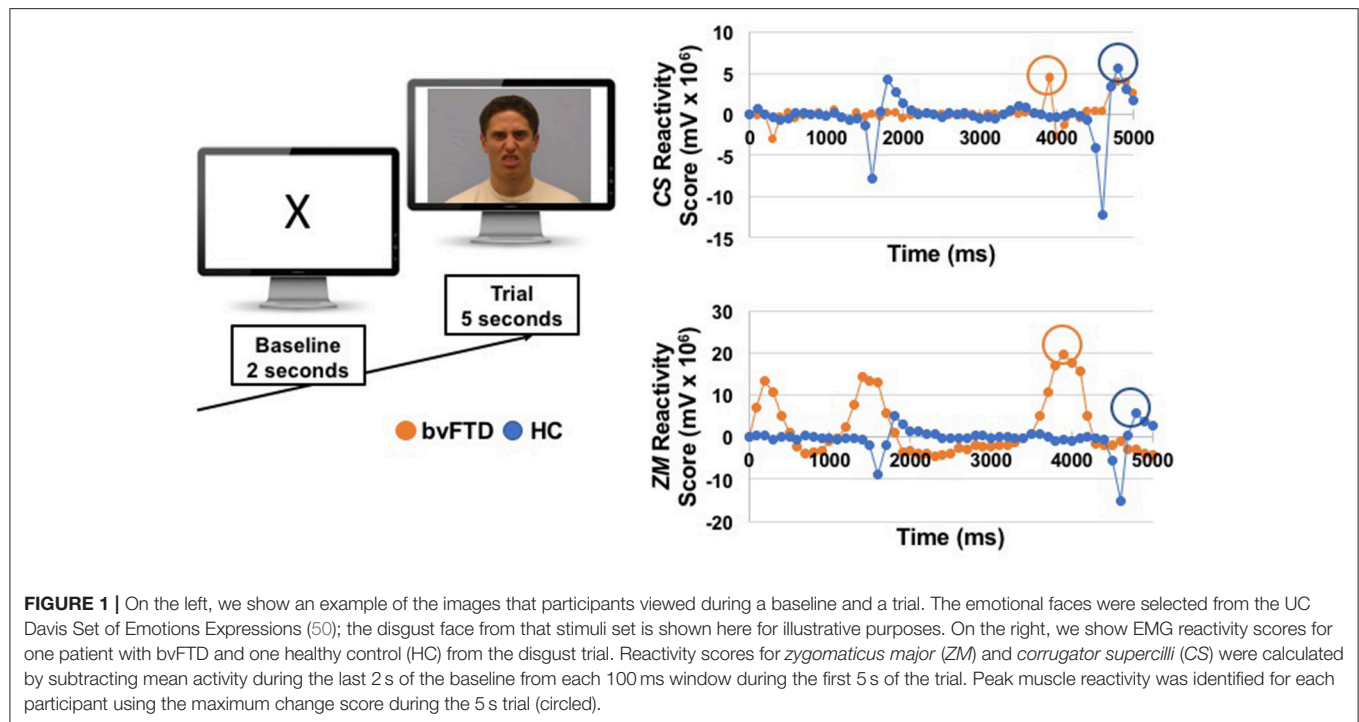 X
Baseline
2 seconds
Trial
5 seconds
bvFTD HC
CS Reactivity
Score (mV x 10⁶)
10
5
0
-5
-10
-15
0 1000 2000 3000 4000 5000
Time (ms)
ZM Reactivity
Score (mV x 10⁶)
30
20
10
0
-10
-20
0 1000 2000 3000 4000 5000
Time (ms)
FIGURE 1 | On the left, we show an example of the images that participants viewed during a baseline and a trial. The emotional faces were selected from the UC
Davis Set of Emotions Expressions (50); the disgust face from that stimuli set is shown here for illustrative purposes. On the right, we show EMG reactivity scores for
one patient with bvFTD and one healthy control (HC) from the disgust trial. Reactivity scores for zygomaticus major (ZM) and corrugator supercilli (CS) were calculated
by subtracting mean activity during the last 2 s of the baseline from each 100 ms window during the first 5 s of the trial. Peak muscle reactivity was identified for each
participant using the maximum change score during the 5 s trial (circled).